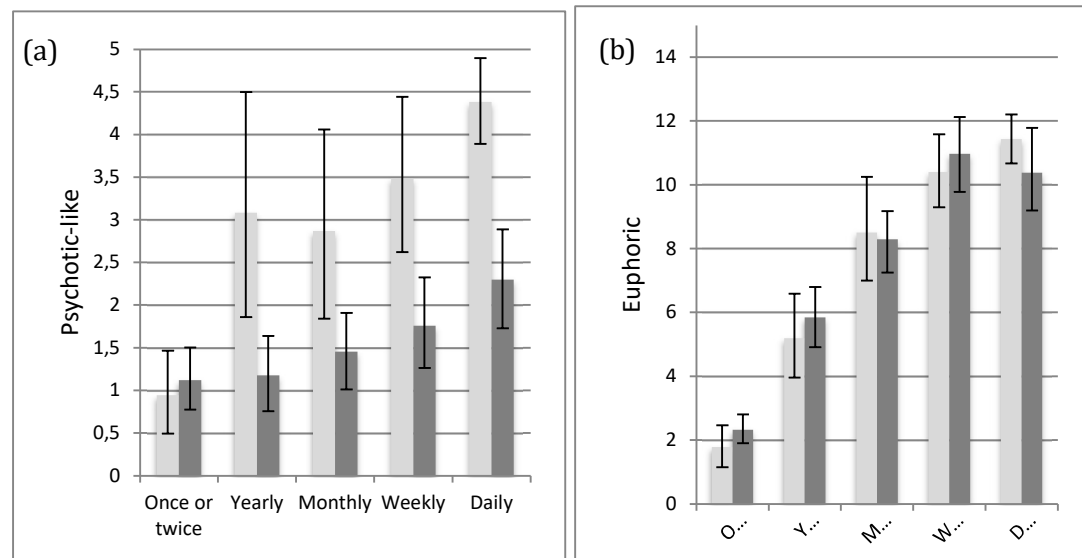 (a)
Psychotic-like
5
4,5
4
3,5
3
2,5
2
1,5
1
0,5
0
Once or twice
Yearly
Monthly
Weekly
Daily
(b)
Euphoric
14
12
10
8
6
4
2
0
O...
Y...
M...
W...
D...